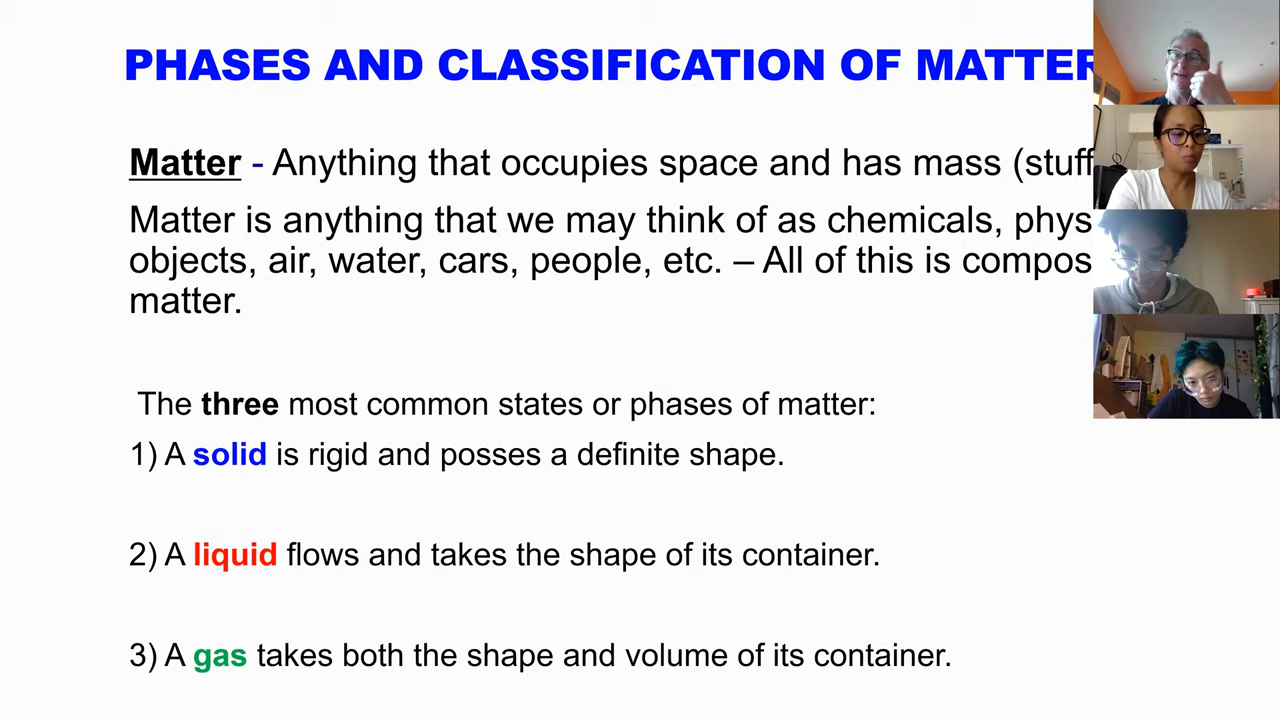 PHASES AND CLASSIFICATION OF MATTER
Matter - Anything that occupies space and has mass (stuff
Matter is anything that we may think of as chemicals, phys
objects, air, water, cars, people, etc. – All of this is compos
matter.
The three most common states or phases of matter:
1) A solid is rigid and posses a definite shape.
2) A liquid flows and takes the shape of its container.
3) A gas takes both the shape and volume of its container.